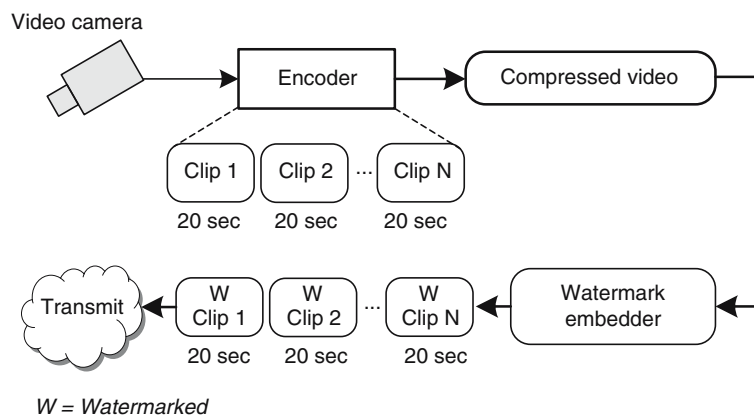 Video camera
Encoder
Compressed video
Clip 1
Clip 2
...
Clip N
20 sec
20 sec
20 sec
Transmit
W
Clip 1
W
Clip 2
...
W
Clip N
Watermark
embedder
20 sec
20 sec
20 sec
W = Watermarked